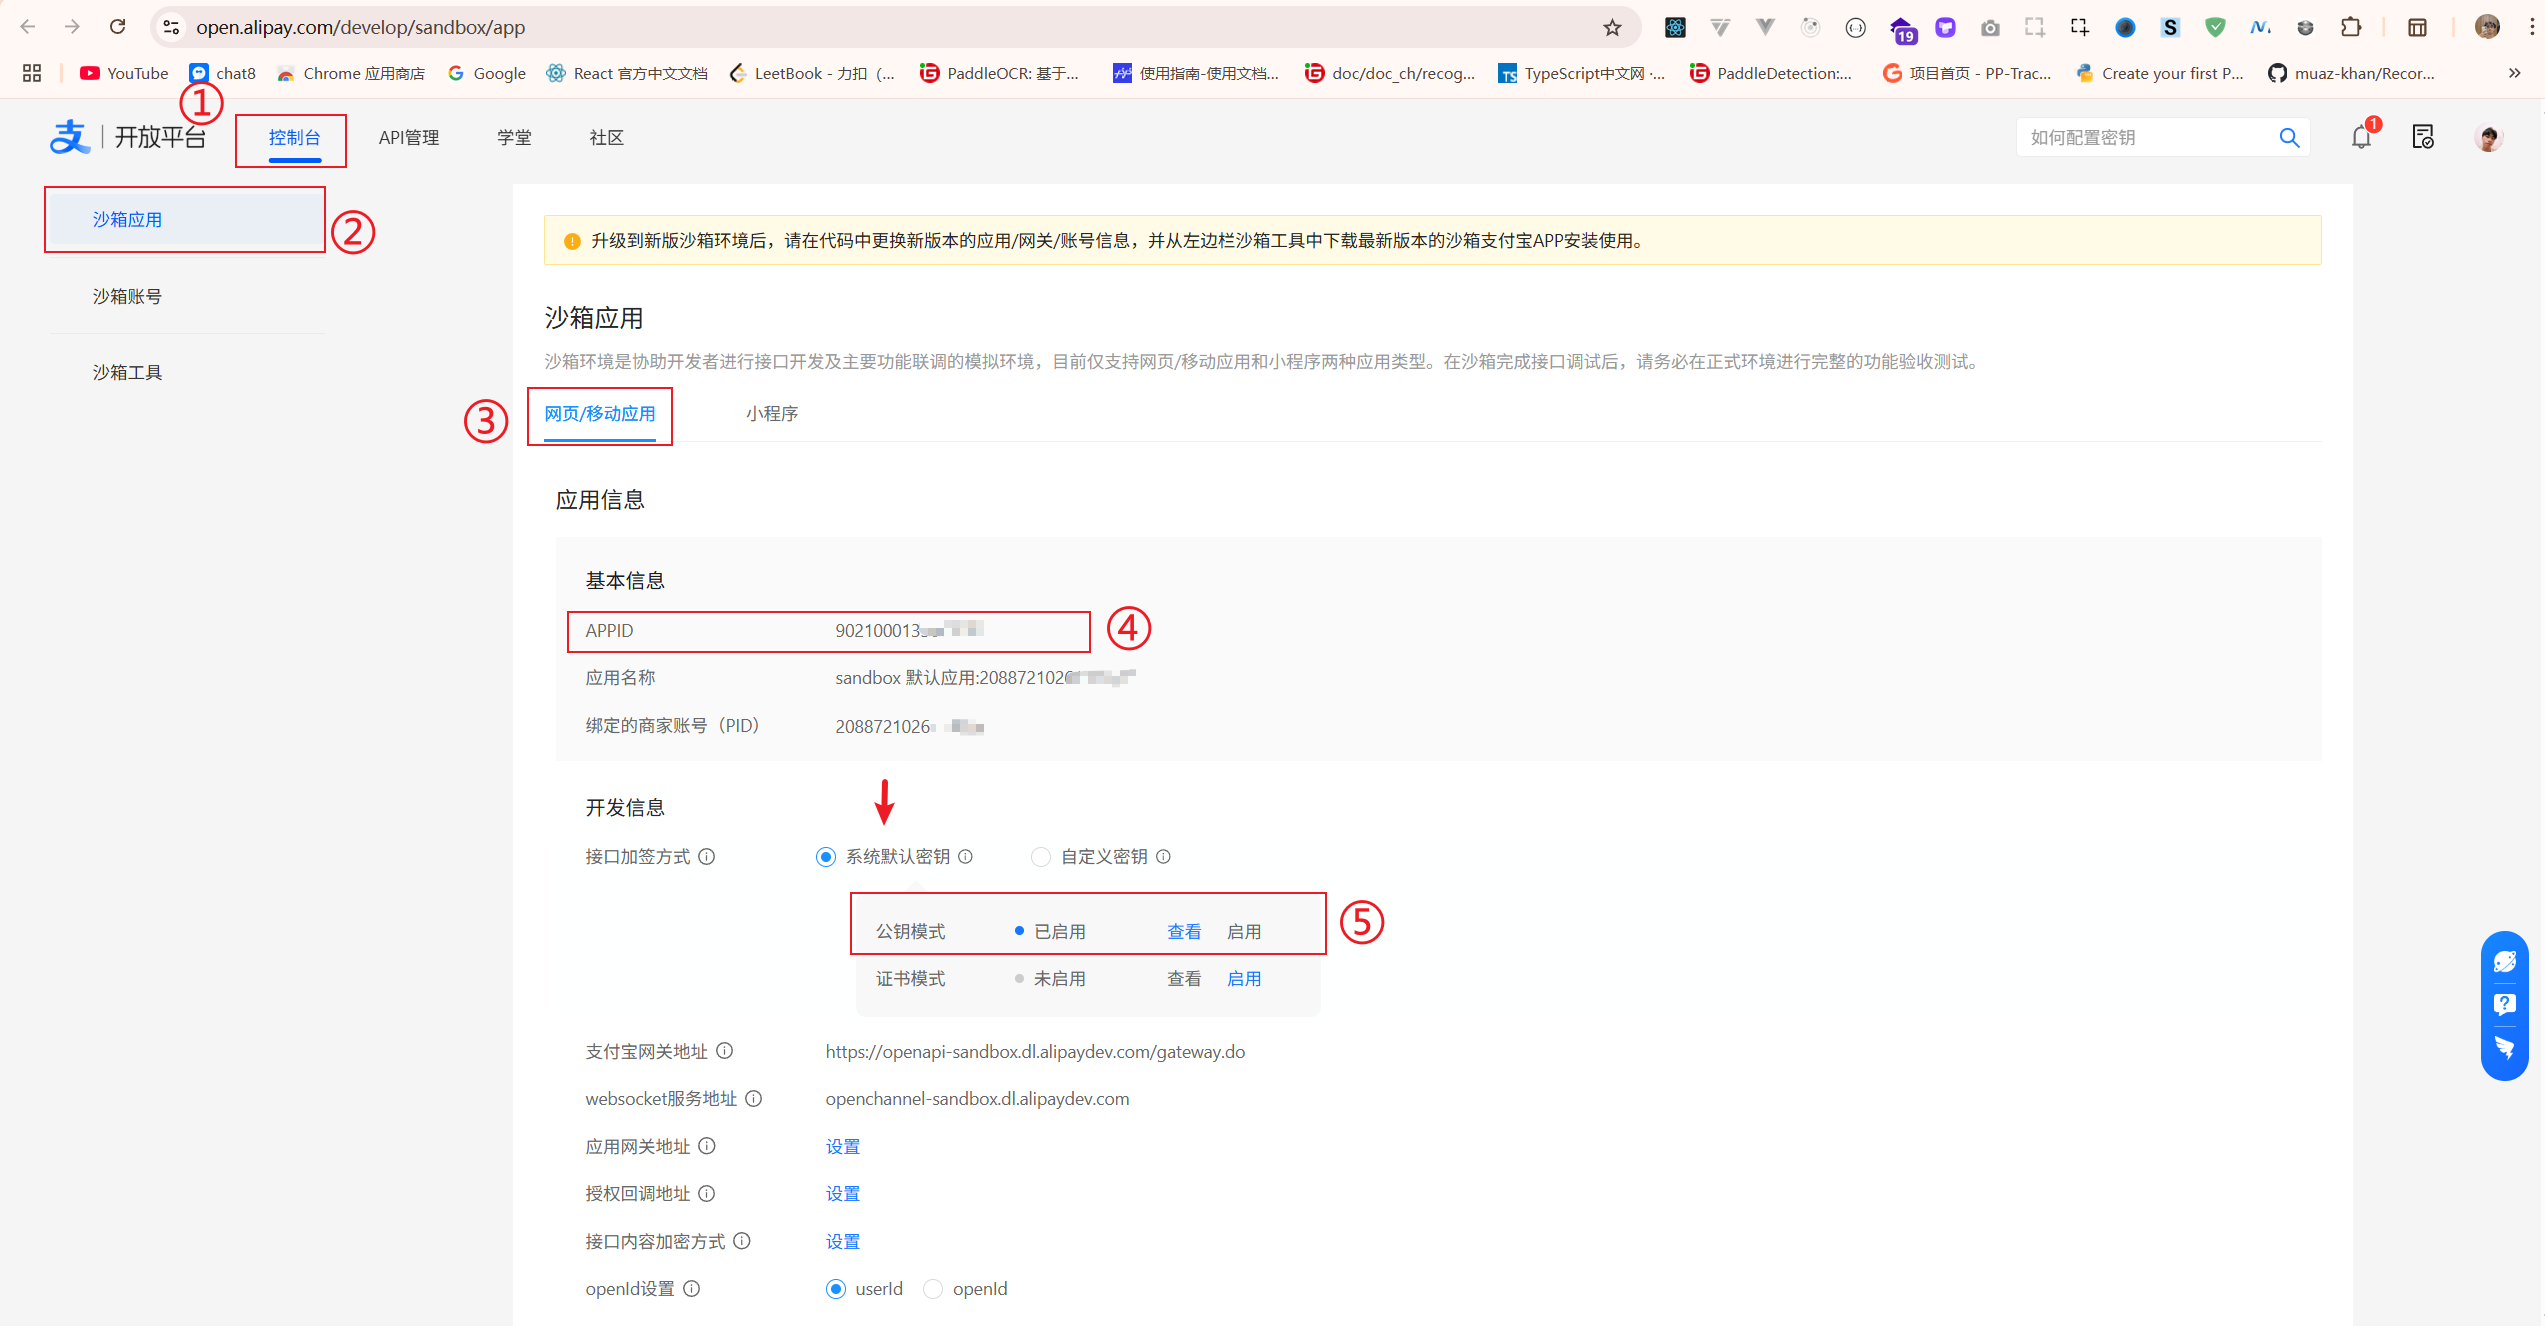 open.alipay.com/develop/sandbox/app
19
YouTube chat8 Chrome 应用商店 Google React 官方中文文档 LeetBook - 力扣（... PaddleOCR: 基于... 使用指南-使用文档... doc/doc_ch/recog... TypeScript中文网 ·... PaddleDetection:... 项目首页 - PP-Trac... Create your first P... muaz-khan/Recor...
①
支 开放平台 控制台 API管理 学堂 社区 如何配置密钥 1
沙箱应用 ②
沙箱账号
沙箱工具
升级到新版沙箱环境后，请在代码中更换新版本的应用/网关/账号信息，并从左边栏沙箱工具中下载最新版本的沙箱支付宝APP安装使用。
沙箱应用
沙箱环境是协助开发者进行接口开发及主要功能联调的模拟环境，目前仅支持网页/移动应用和小程序两种应用类型。在沙箱完成接口调试后，请务必在正式环境进行完整的功能验收测试。
③ 网页/移动应用 小程序
应用信息
基本信息
APPID 90210001 ④
应用名称 sandbox 默认应用:208872102
绑定的商家账号（PID） 2088721026
开发信息
接口加签方式 系统默认密钥 自定义密钥
公钥模式 已启用 查看 启用 ⑤
证书模式 未启用 查看 启用
支付宝网关地址 https://openapi-sandbox.dl.alipaydev.com/gateway.do
websocket服务地址 openchannel-sandbox.dl.alipaydev.com
应用网关地址 设置
授权回调地址 设置
接口内容加密方式 设置
openId设置 userId openId